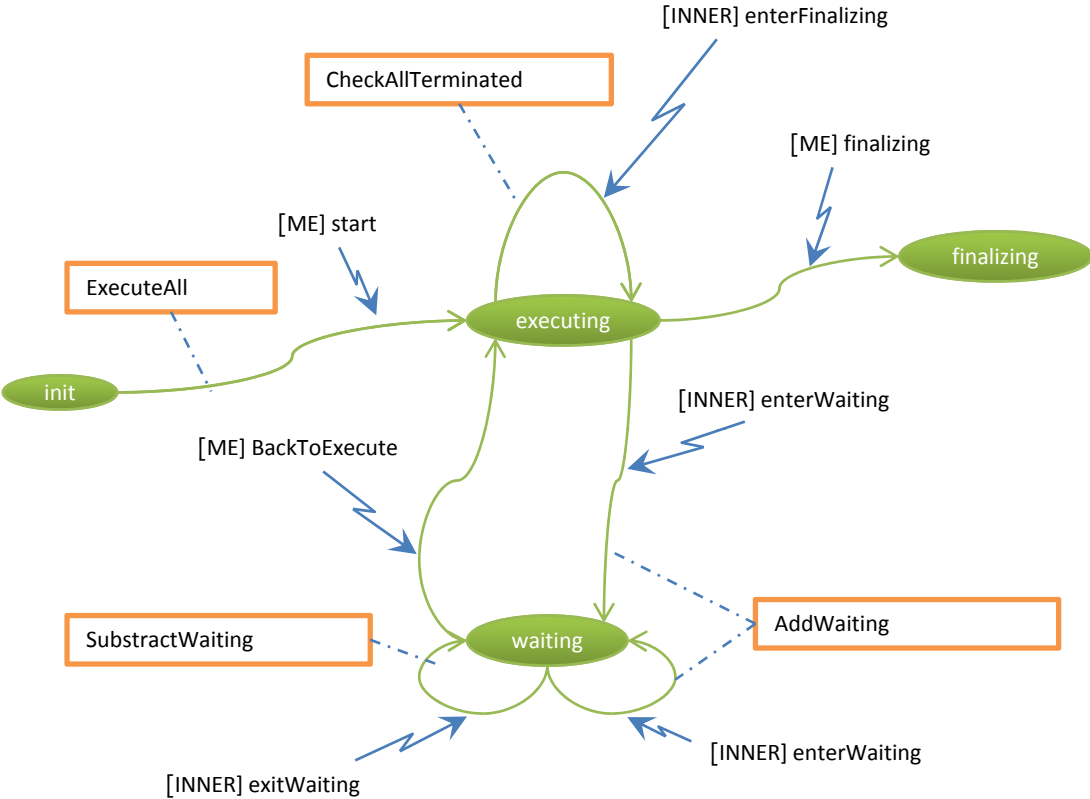 [INNER] enterFinalizing
CheckAllTerminated
[ME] finalizing
[ME] start
finalizing
ExecuteAll
executing
init
[INNER] enterWaiting
[ME] BackToExecute
AddWaiting
SubstractWaiting
waiting
[INNER] enterWaiting
[INNER] exitWaiting